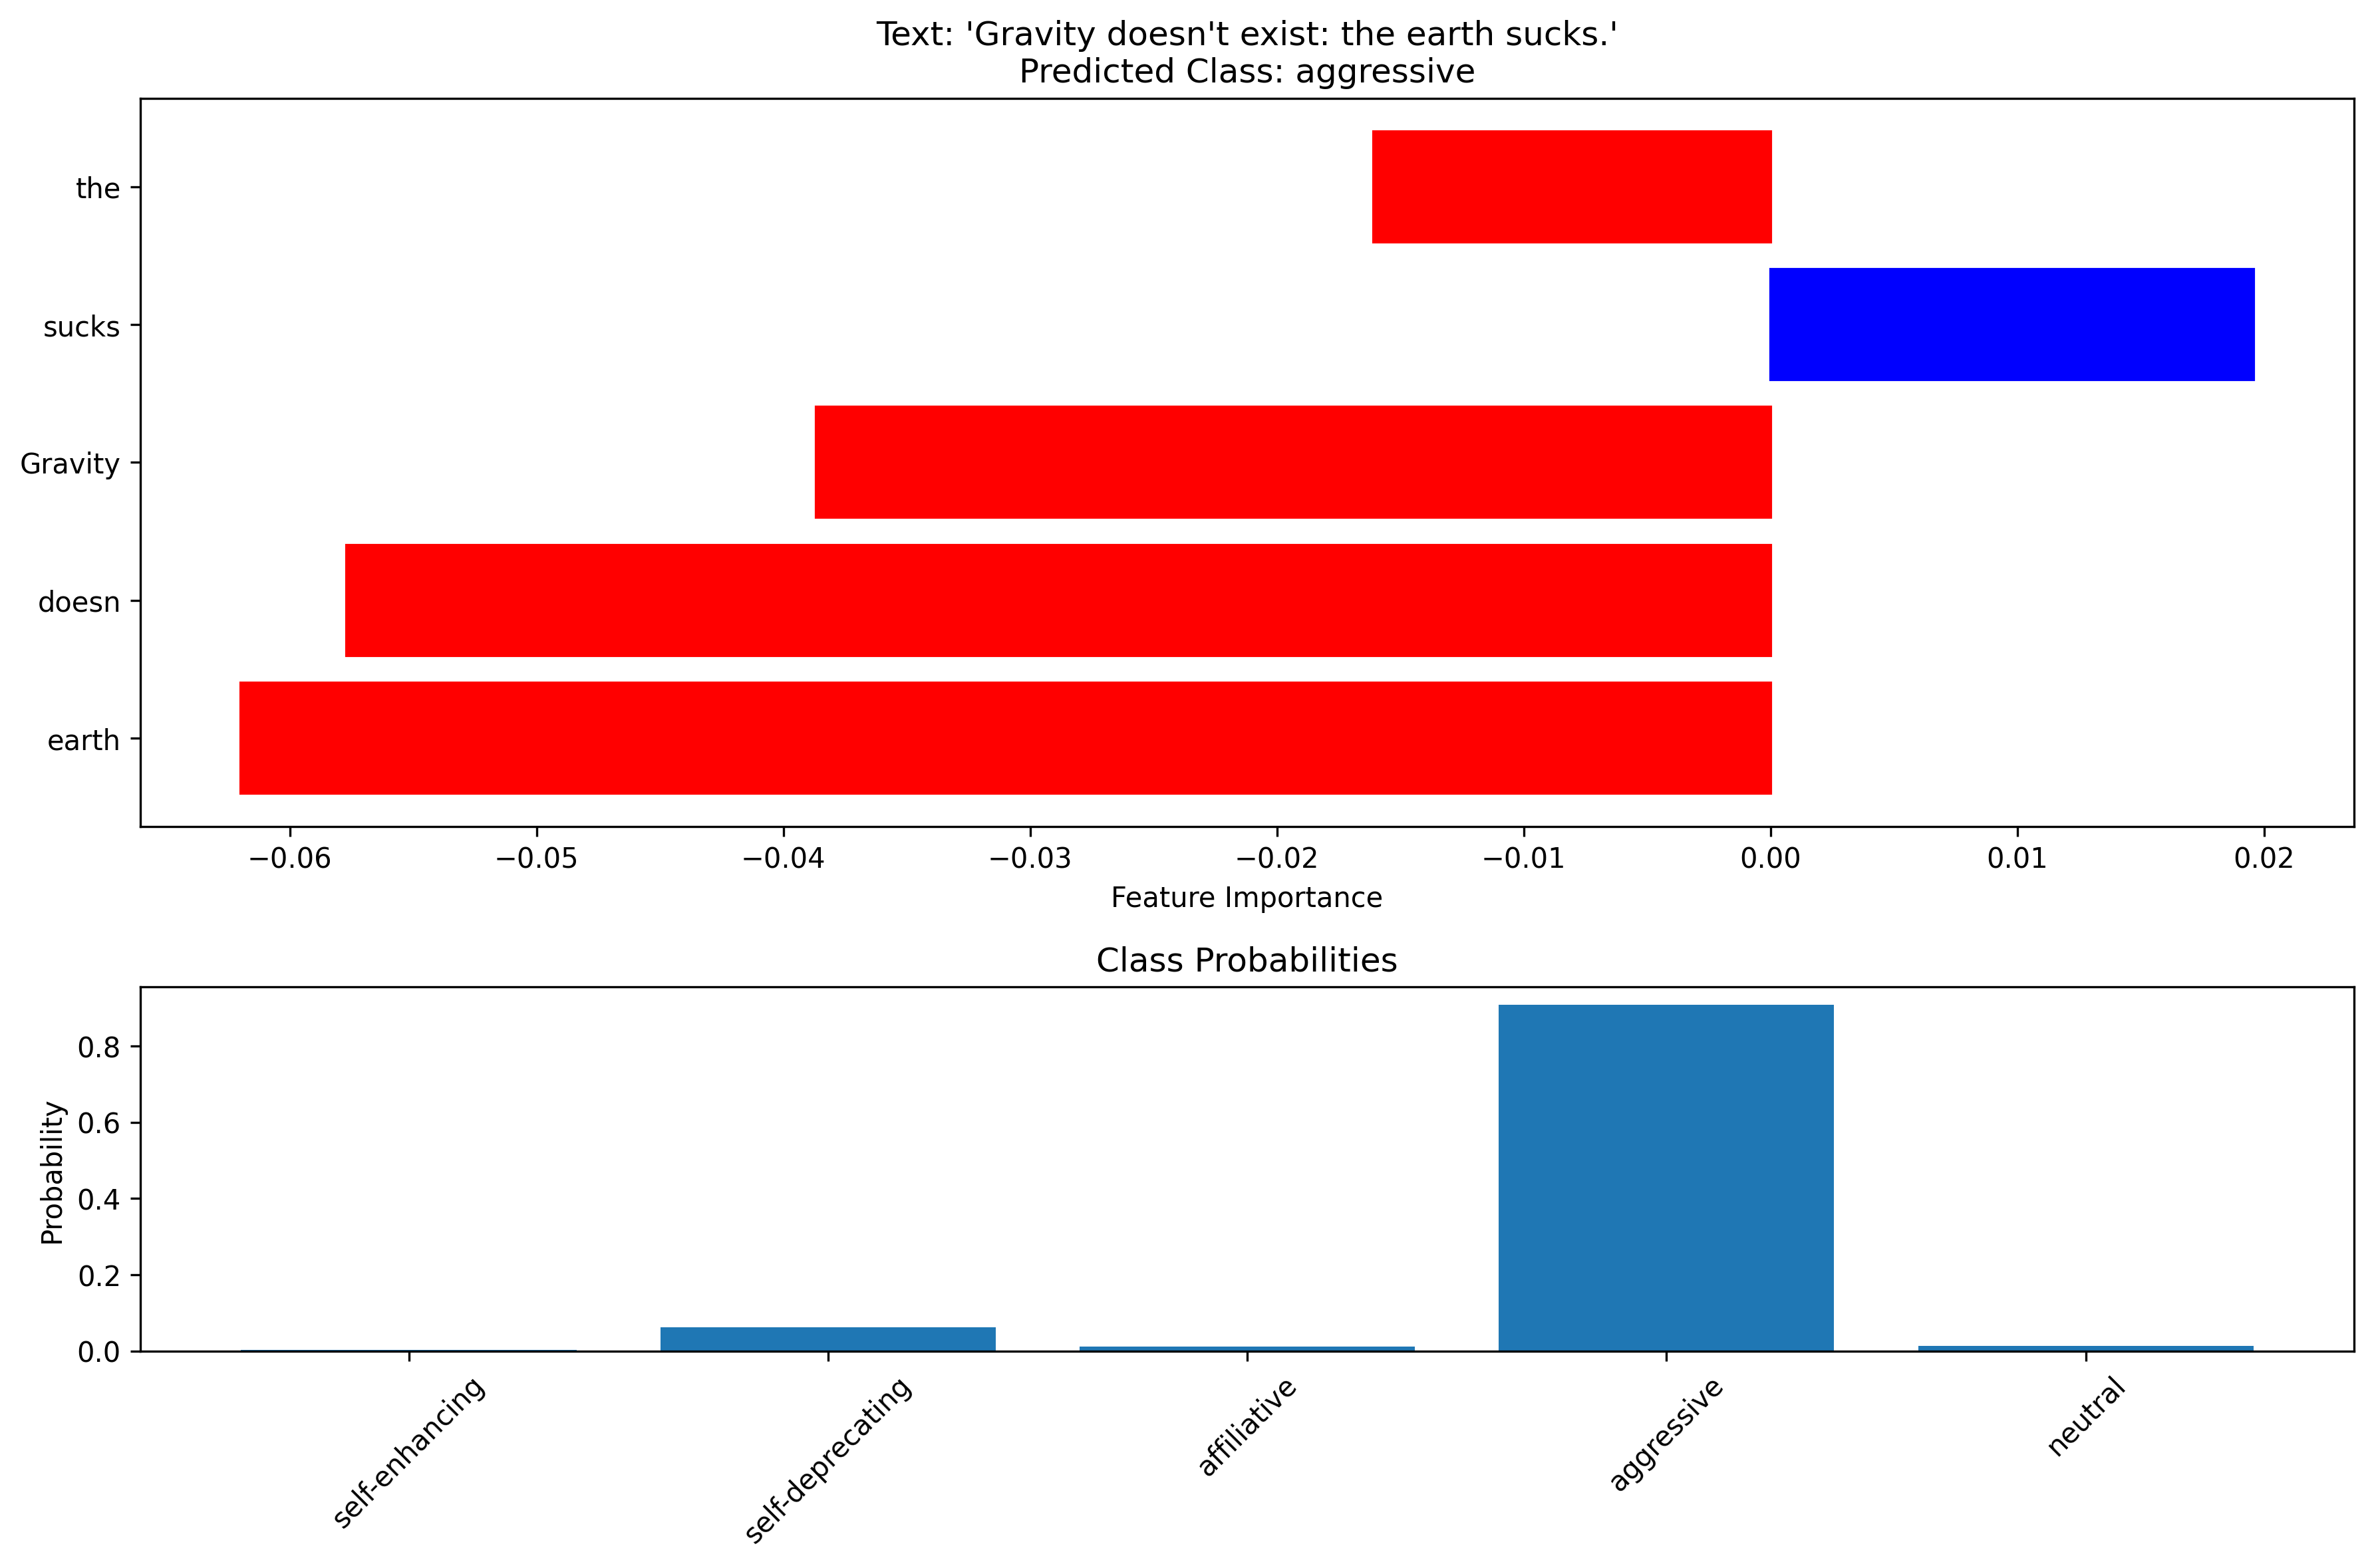 Text: 'Gravity doesn't exist: the earth sucks.'
Predicted Class: aggressive
the
sucks
Gravity
doesn
earth
−0.06 −0.05 −0.04 −0.03 −0.02 −0.01 0.00 0.01 0.02
Feature Importance
Class Probabilities
Probability
0.8
0.6
0.4
0.2
0.0
self-enhancing
self-deprecating
affiliative
aggressive
neutral